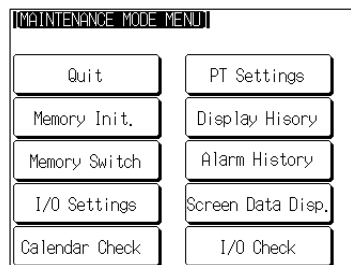 [MAINTENANCE MODE MENU]
Quit
PT Settings
Memory Init.
Display Hisory
Memory Switch
Alarm History
I/O Settings
Screen Data Disp.
Calendar Check
I/O Check